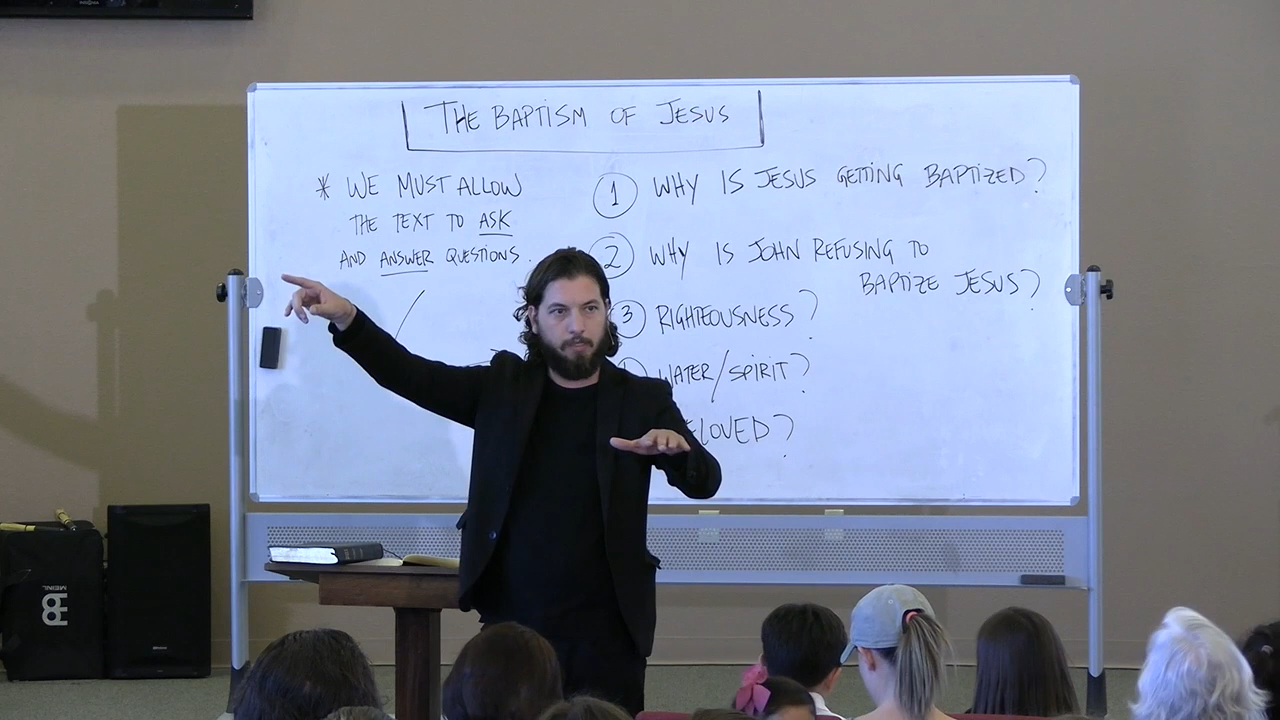 THE BAPTISM OF JESUS
* WE MUST ALLOW
THE TEXT TO ASK
AND ANSWER QUESTIONS.
1 WHY IS JESUS GETTING BAPTIZED?
2 WHY IS JOHN REFUSING TO
BAPTIZE JESUS?
3 RIGHTEOUSNESS?
WATER/SPIRIT?
MEINL